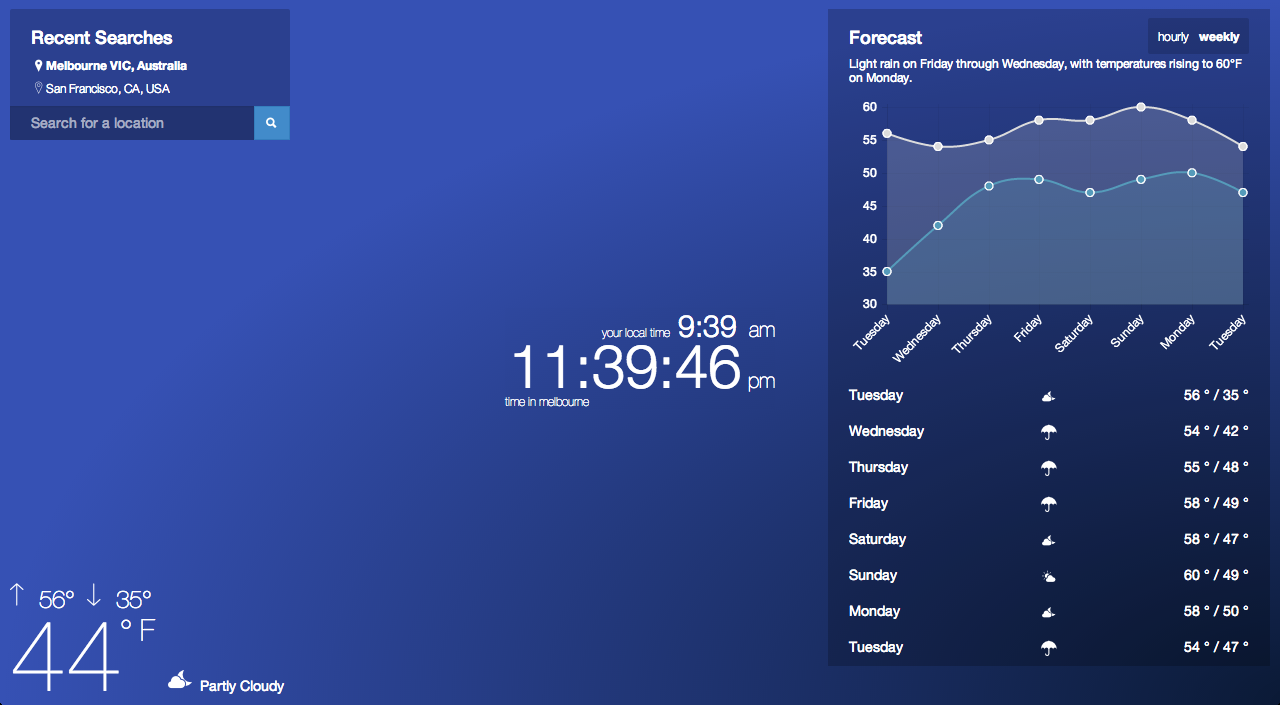 Recent Searches
Melbourne VIC, Australia
San Francisco, CA, USA
Search for a location
Forecast
hourly weekly
Light rain on Friday through Wednesday, with temperatures rising to 60°F
on Monday.
60
55
50
45
40
35
30
Tuesday Wednesday Thursday Friday Saturday Sunday Monday Tuesday
your local time 9:39 am
11:39:46 pm
time in melbourne
Tuesday 56 ° / 35 °
Wednesday 54 ° / 42 °
Thursday 55 ° / 48 °
Friday 58 ° / 49 °
Saturday 58 ° / 47 °
Sunday 60 ° / 49 °
Monday 58 ° / 50 °
Tuesday 54 ° / 47 °
↑ 56° ↓ 35°
44 ° F
Partly Cloudy